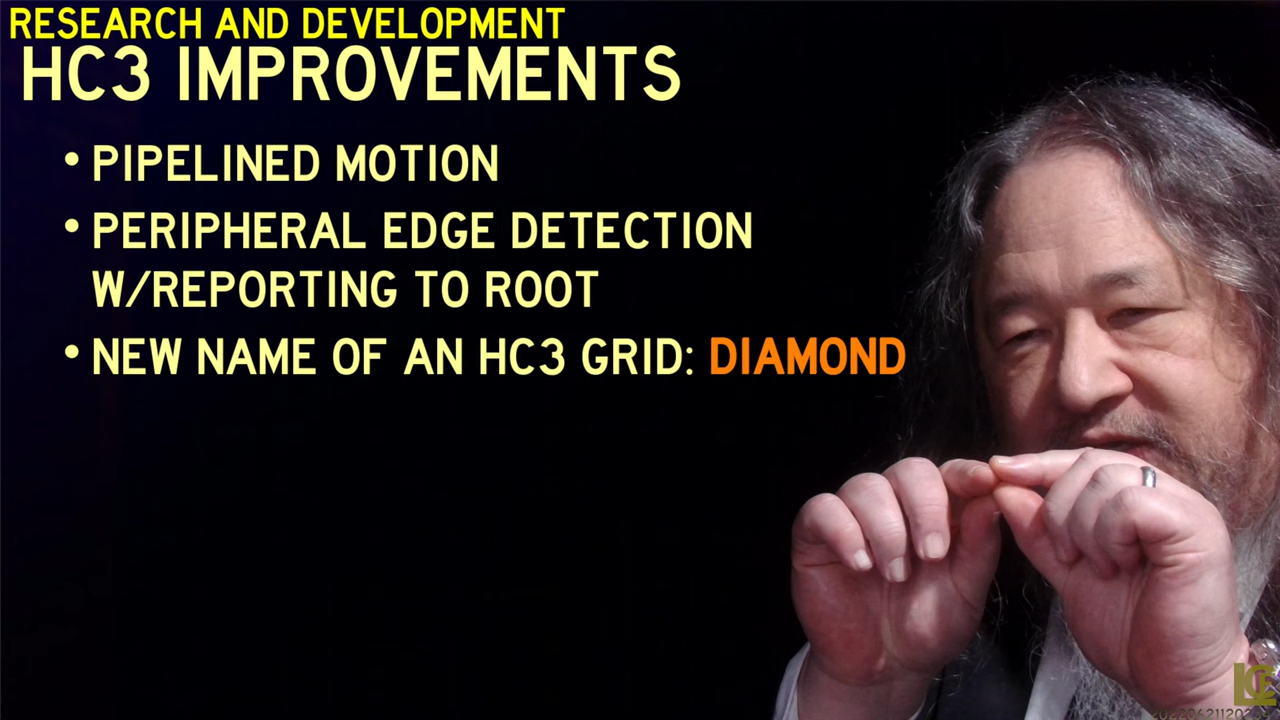 RESEARCH AND DEVELOPMENT
HC3 IMPROVEMENTS
• PIPELINED MOTION
• PERIPHERAL EDGE DETECTION
W/REPORTING TO ROOT
• NEW NAME OF AN HC3 GRID: DIAMOND